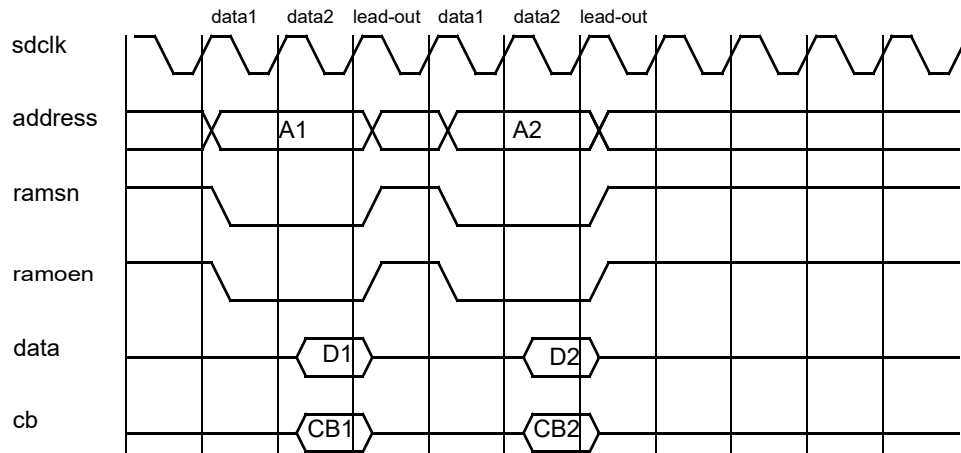 data1 data2 lead-out data1 data2 lead-out
sdclk
address A1 A2
ramsn
ramoen
data D1 D2
cb CB1 CB2